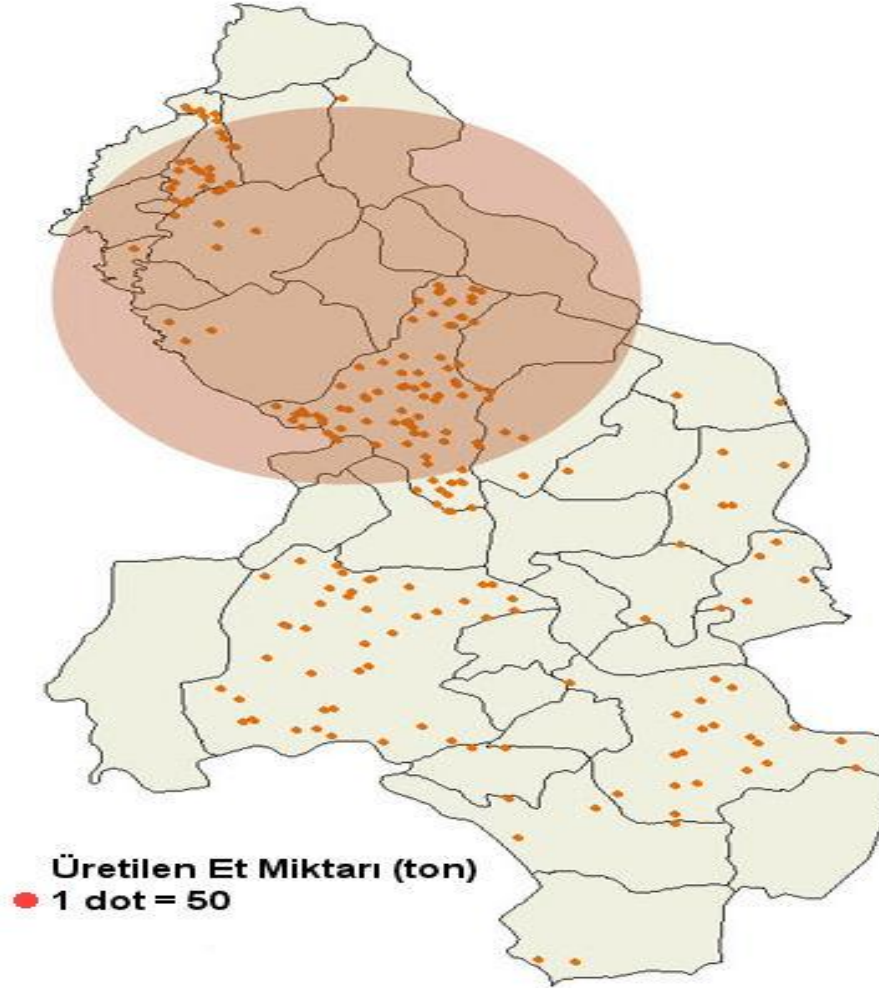 Üretilen Et Miktarı (ton)
1 dot = 50